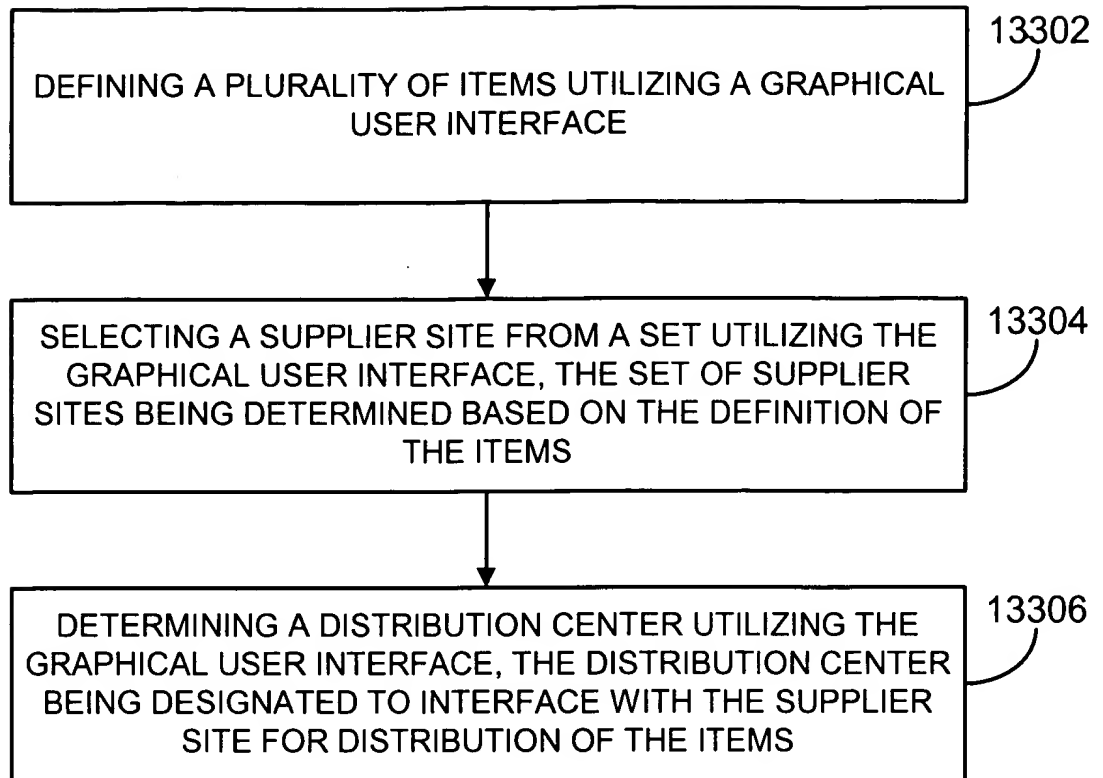 13302
DEFINING A PLURALITY OF ITEMS UTILIZING A GRAPHICAL
USER INTERFACE
13304
SELECTING A SUPPLIER SITE FROM A SET UTILIZING THE
GRAPHICAL USER INTERFACE, THE SET OF SUPPLIER
SITES BEING DETERMINED BASED ON THE DEFINITION OF
THE ITEMS
13306
DETERMINING A DISTRIBUTION CENTER UTILIZING THE
GRAPHICAL USER INTERFACE, THE DISTRIBUTION CENTER
BEING DESIGNATED TO INTERFACE WITH THE SUPPLIER
SITE FOR DISTRIBUTION OF THE ITEMS